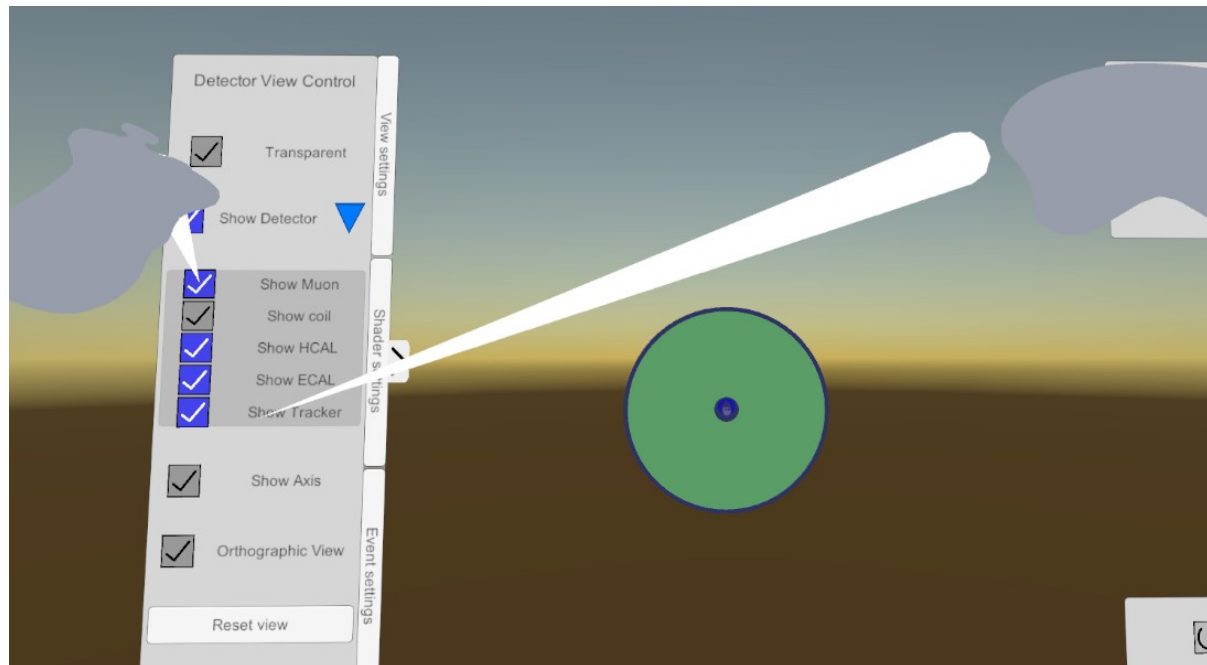 Detector View Control
Transparent
Show Detector
Show Muon
Show coil
Show HCAL
Show ECAL
Show Tracker
Show Axis
Orthographic View
Reset view
View settings
Shader settings
Event settings